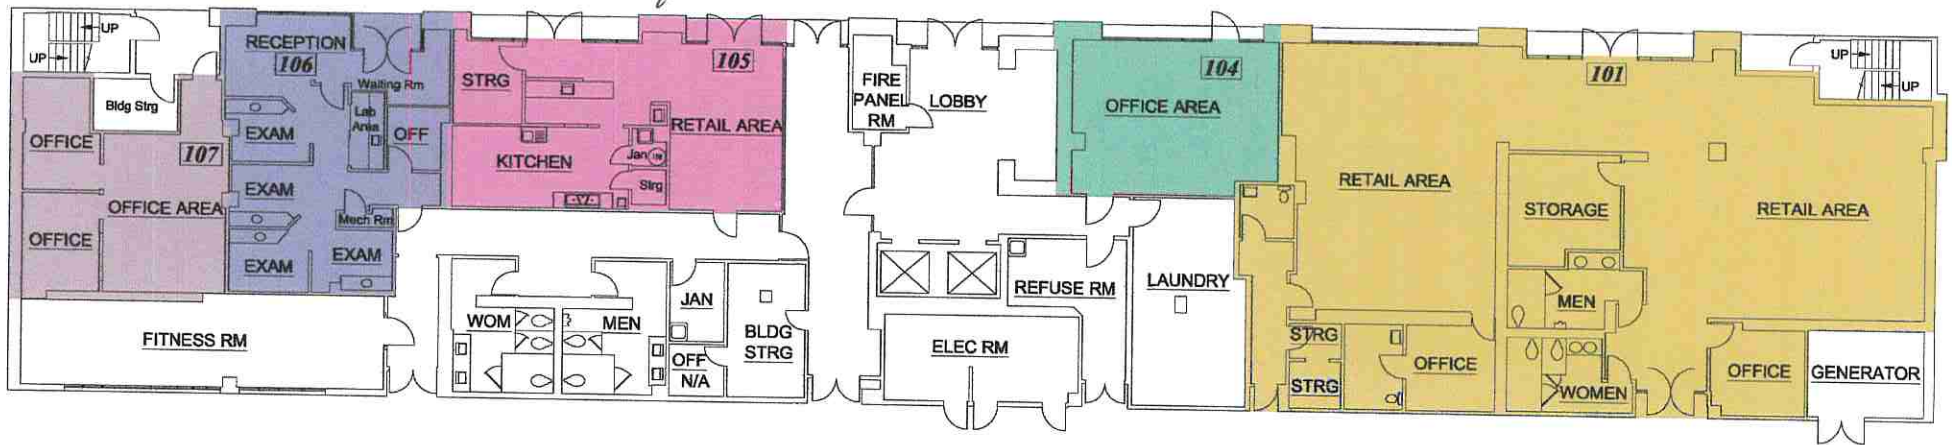 UP
UP
Bldg Strg
OFFICE
107
OFFICE AREA
OFFICE
FITNESS RM
RECEPTION
106
Waiting Rm
Lab
Area
OFF
EXAM
EXAM
Mech Rm
EXAM
EXAM
STRG
105
RETAIL AREA
KITCHEN
Jan
Strg
WOM
MEN
JAN
OFF
N/A
BLDG
STRG
FIRE
PANEL
RM
LOBBY
ELEC RM
REFUSE RM
LAUNDRY
104
OFFICE AREA
101
RETAIL AREA
STORAGE
RETAIL AREA
MEN
STRG
STRG
OFFICE
WOMEN
OFFICE
GENERATOR
UP
UP